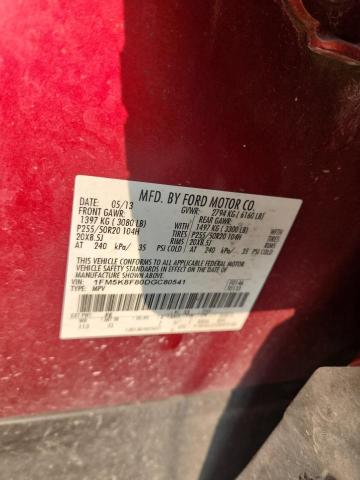 MFD. BY FORD MOTOR CO.
DATE: 05/13 GVWR: 2794 KG ( 6160 LB)
FRONT GAWR: REAR GAWR:
1397 KG ( 3080 LB) 1497 KG ( 3300 LB)
P255/50R20 104H TIRES P255/50R20 104H
20X8.5J RIMS 20X8.5J
AT 240 kPa/ 35 PSI COLD AT 240 kPa/ 35 PSI COLD
THIS VEHICLE CONFORMS TO ALL APPLICABLE FEDERAL MOTOR
VEHICLE SAFETY STANDARDS IN EFFECT ON THE DATE OF MANUFACTURE
SHOWN ABOVE.
VIN: 1FM5K8F80DGC80541
TYPE: MPV